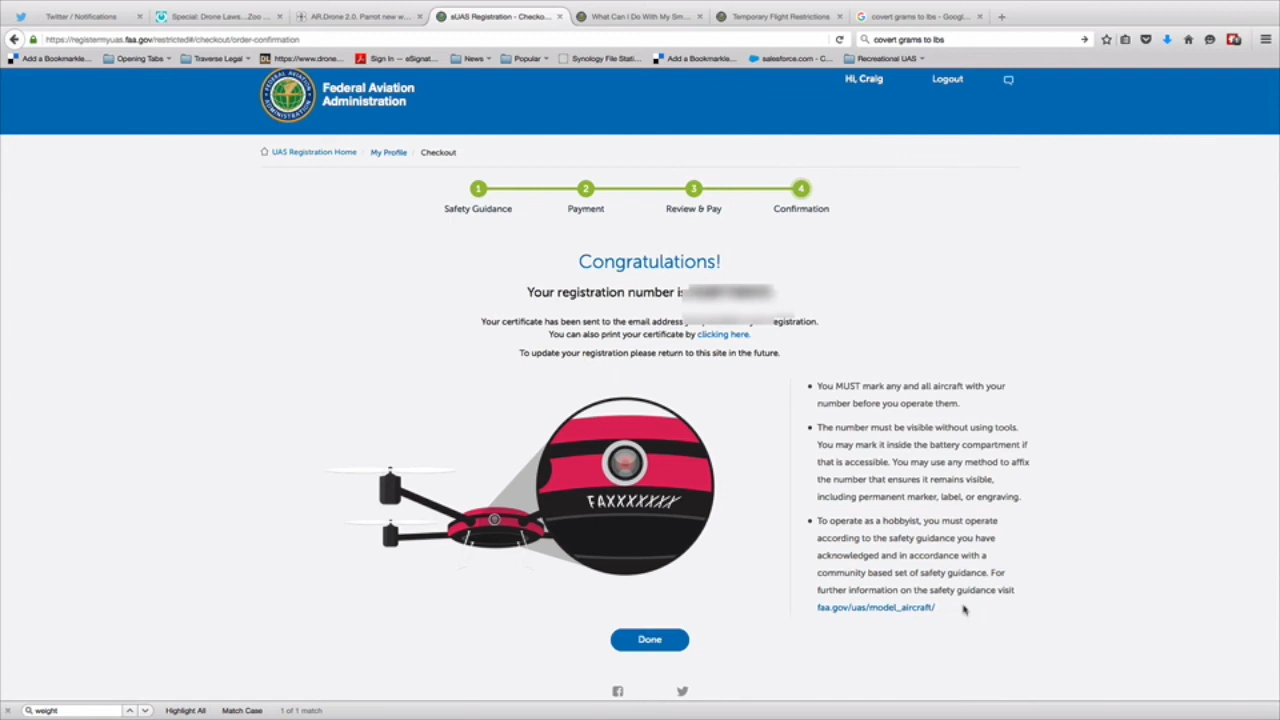 Twitter / Notifications
Special: Drone Laws...Zoo ...
AR.Drone 2.0. Parrot new w...
sUAS Registration - Checko...
What Can I Do With My Sm...
Temporary Flight Restrictions
covert grams to lbs - Googl...
https://registermyuas.faa.gov/restricted#/checkout/order-confirmation
covert grams to lbs
Add a Bookmarkle...
Opening Tabs
Traverse Legal
https://www.drone...
Sign In — eSignat...
News
Popular
Synology File Stati...
Add a Bookmarkle...
salesforce.com - C...
Recreational UAS
Federal Aviation
Administration
Hi, Craig
Logout
UAS Registration Home / My Profile / Checkout
1
2
3
4
Safety Guidance
Payment
Review & Pay
Confirmation
Congratulations!
Your registration number is
Your certificate has been sent to the email address registration.
You can also print your certificate by clicking here.
To update your registration please return to this site in the future.
FAXXXXXXX
You MUST mark any and all aircraft with your
number before you operate them.
The number must be visible without using tools.
You may mark it inside the battery compartment if
that is accessible. You may use any method to affix
the number that ensures it remains visible,
including permanent marker, label, or engraving.
To operate as a hobbyist, you must operate
according to the safety guidance you have
acknowledged and in accordance with a
community based set of safety guidance. For
further information on the safety guidance visit
faa.gov/uas/model_aircraft/
Done
weight
Highlight All
Match Case
1 of 1 match